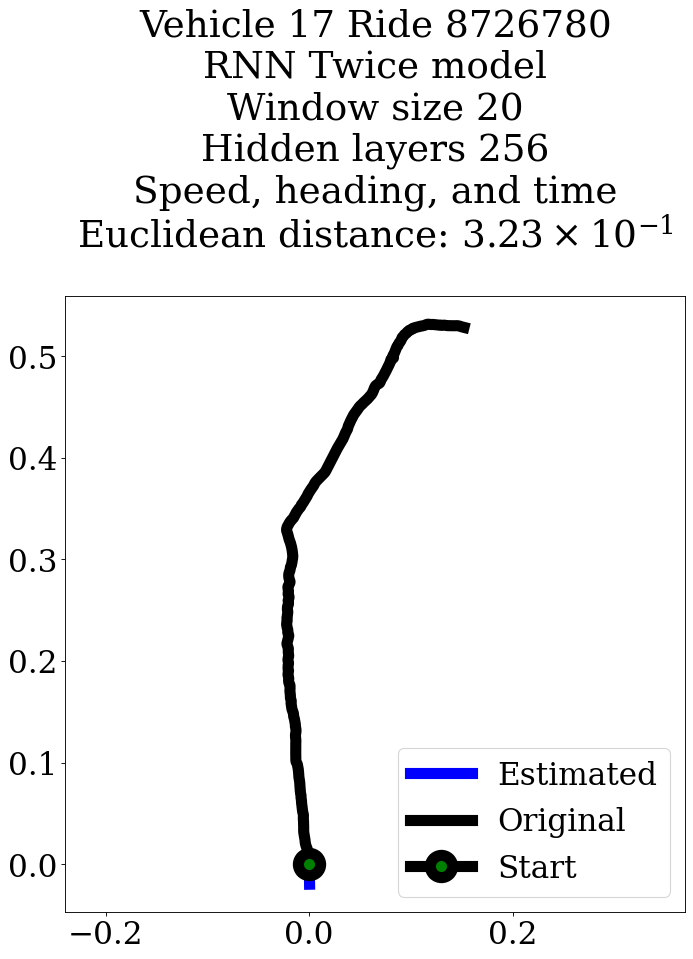 Vehicle 17 Ride 8726780
RNN Twice model
Window size 20
Hidden layers 256
Speed, heading, and time
Euclidean distance: 3.23 × 10⁻¹
0.5
0.4
0.3
0.2
0.1
0.0
Estimated
Original
Start
−0.2
0.0
0.2